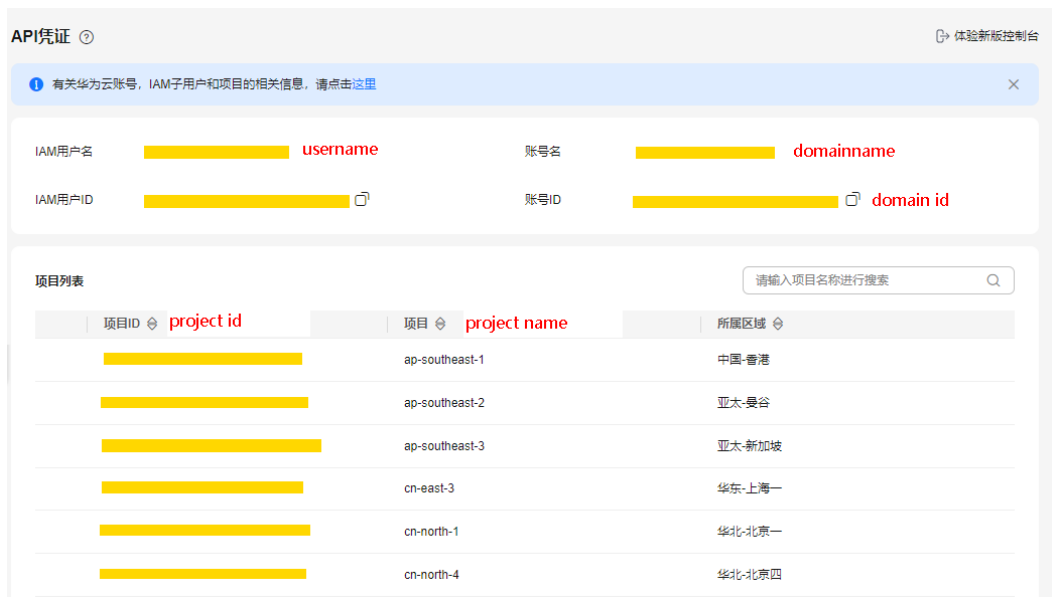 API凭证 体验新版控制台
有关华为云账号，IAM子用户和项目的相关信息，请点击这里
IAM用户名 username 账号名 domainname
IAM用户ID 账号ID domain id
项目列表 请输入项目名称进行搜索
项目ID project id 项目 project name 所属区域
ap-southeast-1 中国-香港
ap-southeast-2 亚太-曼谷
ap-southeast-3 亚太-新加坡
cn-east-3 华东-上海一
cn-north-1 华北-北京一
cn-north-4 华北-北京四